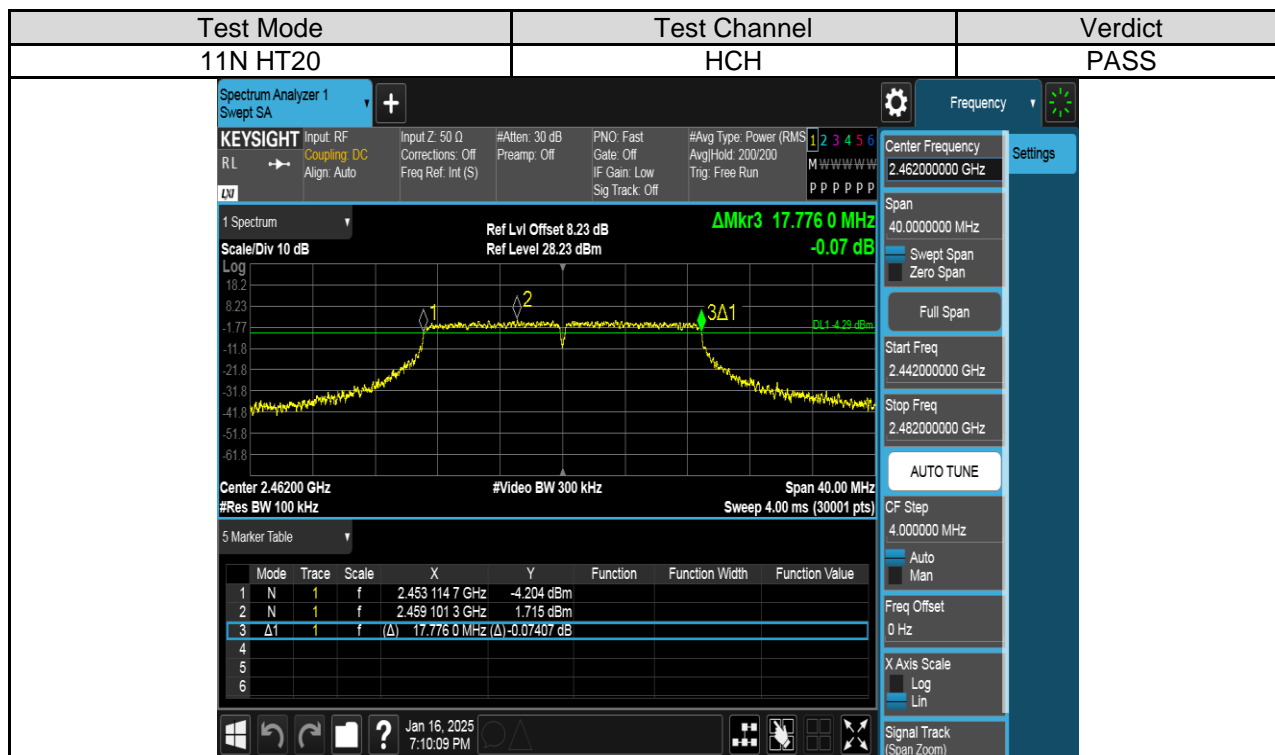 Test Mode Test Channel Verdict
11N HT20 HCH PASS
Spectrum Analyzer 1
Swept SA
+
Frequency
KEYSIGHT Input: RF Input Z: 50 Ω #Atten: 30 dB PNO: Fast #Avg Type: Power (RMS 1 2 3 4 5 6
RL Coupling: DC Corrections: Off Preamp: Off Gate: Off Avg|Hold: 200/200 M W W W W W
Align: Auto Freq Ref: Int (S) IF Gain: Low Trig: Free Run
LXI Sig Track: Off P P P P P P
Center Frequency
2.462000000 GHz
Settings
Span
40.0000000 MHz
Swept Span
Zero Span
Full Span
Start Freq
2.442000000 GHz
Stop Freq
2.482000000 GHz
AUTO TUNE
CF Step
4.000000 MHz
Auto
Man
Freq Offset
0 Hz
X Axis Scale
Log
Lin
Signal Track
(Span Zoom)
1 Spectrum
Ref Lvl Offset 8.23 dB ΔMkr3 17.776 0 MHz
Scale/Div 10 dB Ref Level 28.23 dBm -0.07 dB
Log
18.2
8.23
-1.77
-11.8
-21.8
-31.8
-41.8
-51.8
-61.8
1
2
3Δ1
DL1 -4.29 dBm
Center 2.46200 GHz #Video BW 300 kHz Span 40.00 MHz
#Res BW 100 kHz Sweep 4.00 ms (30001 pts)
5 Marker Table
Mode Trace Scale X Y Function Function Width Function Value
1 N 1 f 2.453 114 7 GHz -4.204 dBm
2 N 1 f 2.459 101 3 GHz 1.715 dBm
3 Δ1 1 f (Δ) 17.776 0 MHz (Δ) -0.07407 dB
4
5
6
?
Jan 16, 2025
7:10:09 PM